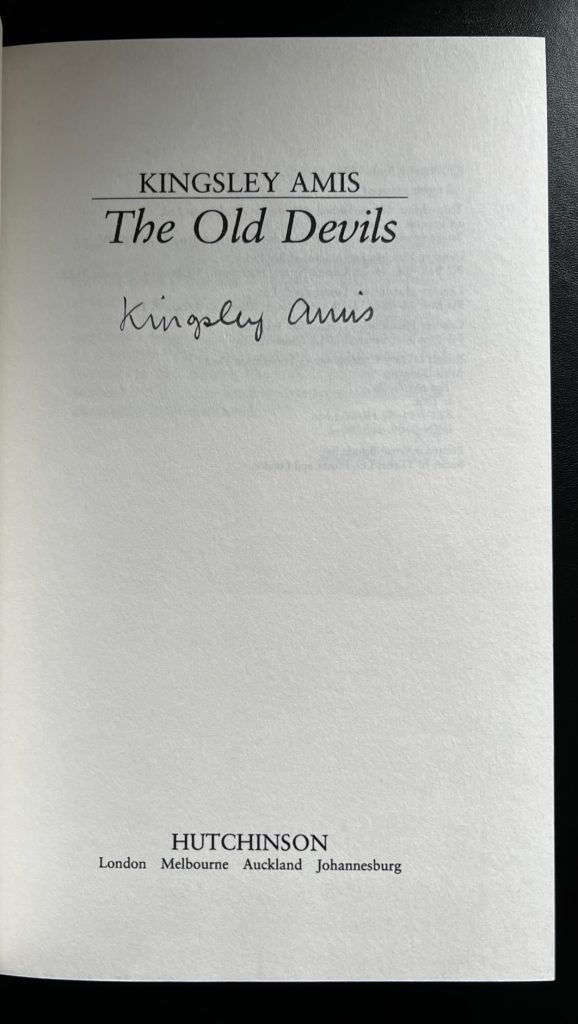 KINGSLEY AMIS
The Old Devils
Kingsley Amis
HUTCHINSON
London Melbourne Auckland Johannesburg